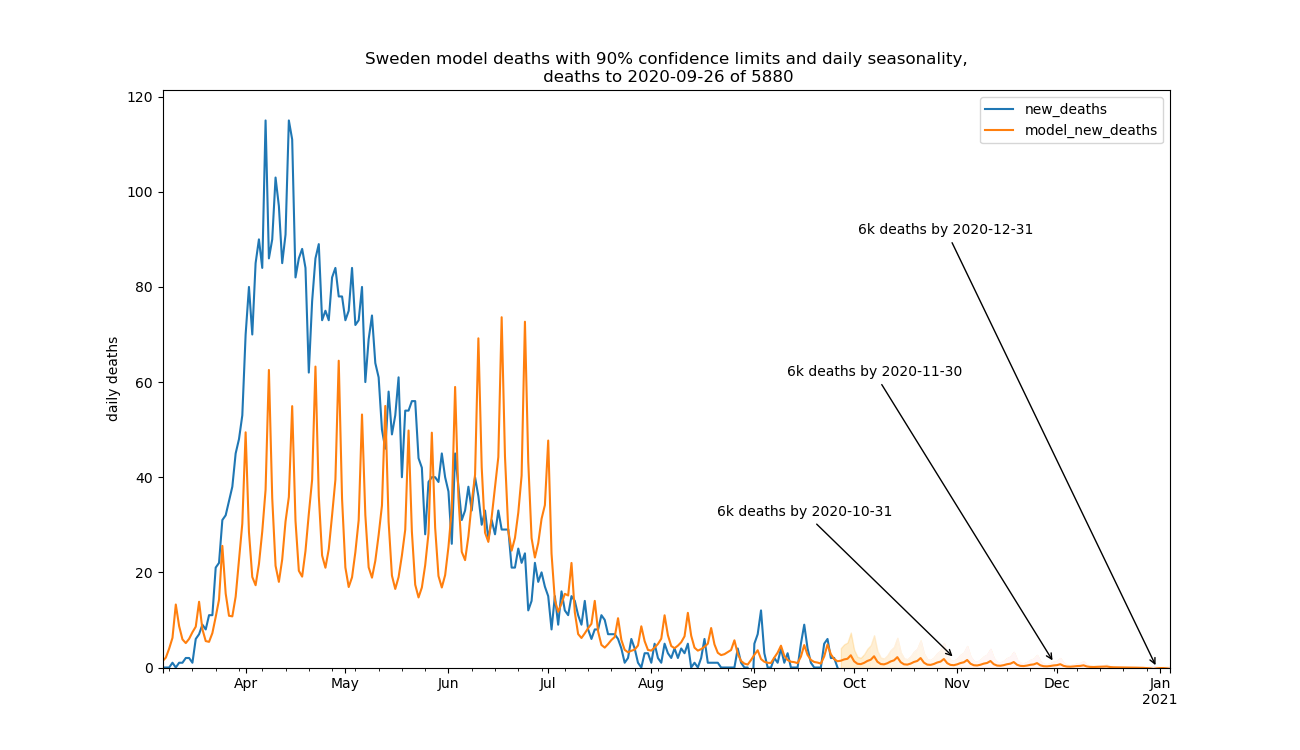 Sweden model deaths with 90% confidence limits and daily seasonality,
deaths to 2020-09-26 of 5880
new_deaths
model_new_deaths
daily deaths
120
100
80
60
40
20
0
6k deaths by 2020-12-31
6k deaths by 2020-11-30
6k deaths by 2020-10-31
Apr May Jun Jul Aug Sep Oct Nov Dec Jan
2021